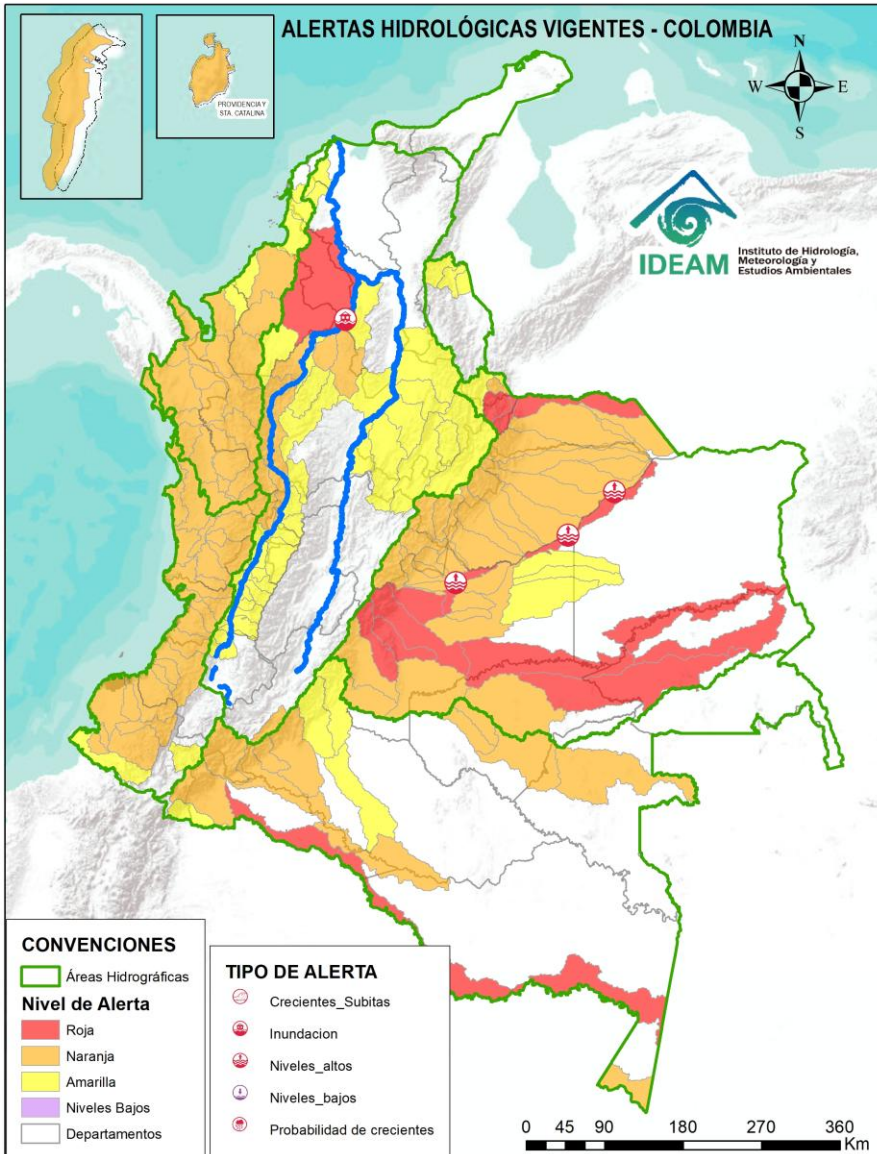 ALERTAS HIDROLÓGICAS VIGENTES - COLOMBIA
PROVIDENCIA Y
STA. CATALINA
N
W
E
S
IDEAM
Instituto de Hidrología,
Meteorología y
Estudios Ambientales
CONVENCIONES
Áreas Hidrográficas
Nivel de Alerta
Roja
Naranja
Amarilla
Niveles Bajos
Departamentos
TIPO DE ALERTA
Crecientes_Subitas
Inundacion
Niveles_altos
Niveles_bajos
Probabilidad de crecientes
0 45 90 180 270 360
Km